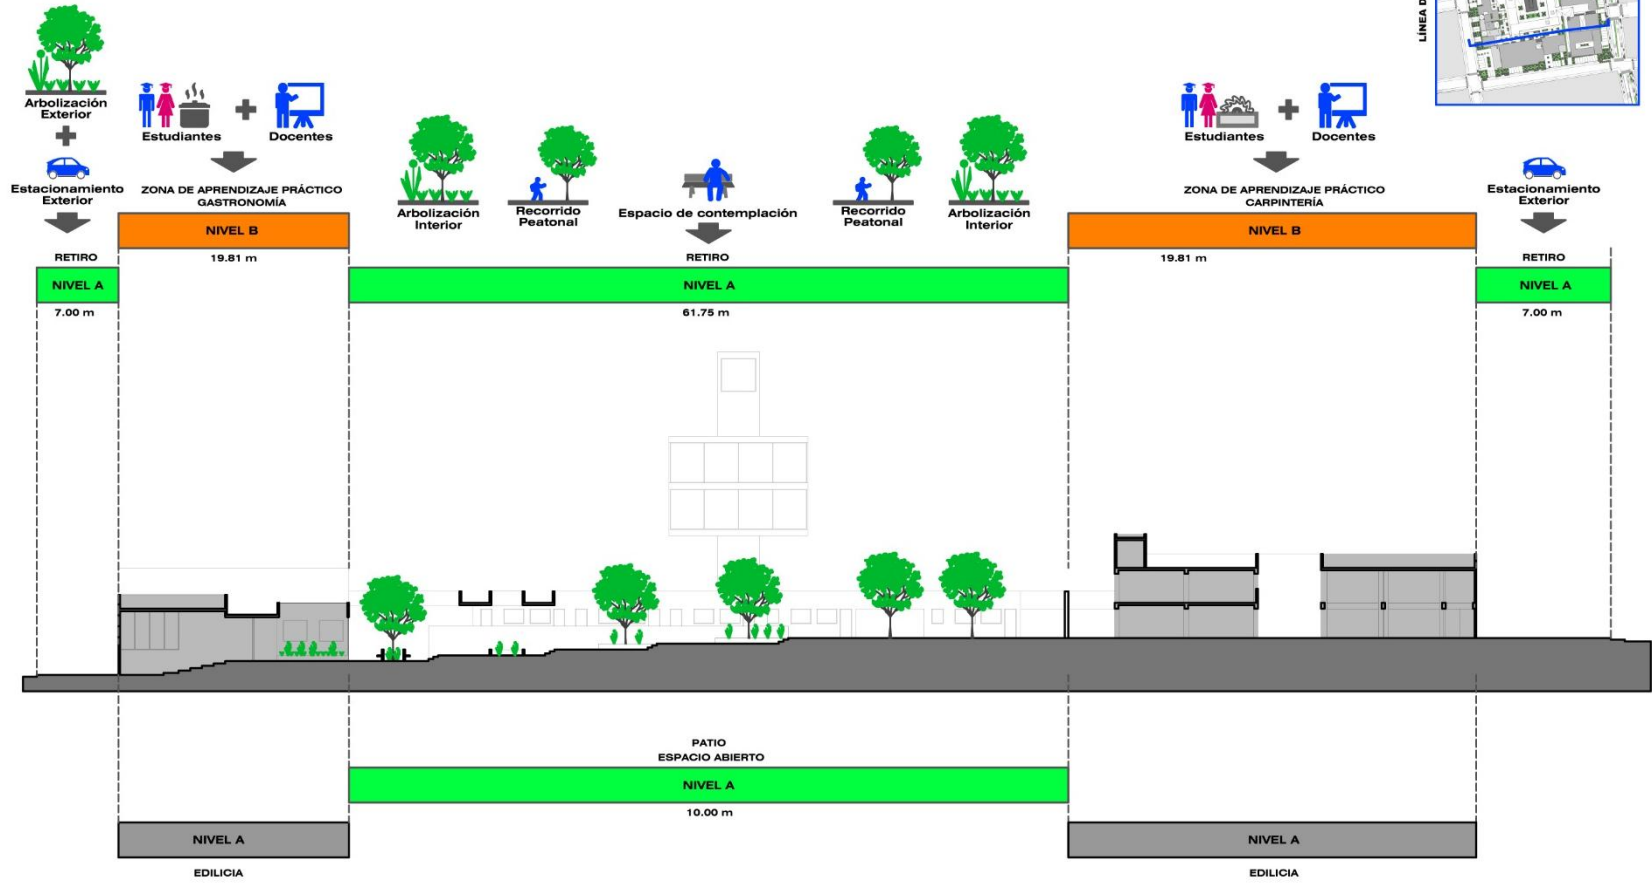 LÍNEA D
Arbolización
Exterior
Estacionamiento
Exterior
Estudiantes
Docentes
ZONA DE APRENDIZAJE PRÁCTICO
GASTRONOMÍA
Arbolización
Interior
Recorrido
Peatonal
Espacio de contemplación
Recorrido
Peatonal
Arbolización
Interior
Estudiantes
Docentes
ZONA DE APRENDIZAJE PRÁCTICO
CARPINTERÍA
Estacionamiento
Exterior
NIVEL B
NIVEL B
RETIRO
19.81 m
RETIRO
19.81 m
RETIRO
NIVEL A
NIVEL A
NIVEL A
7.00 m
61.75 m
7.00 m
PATIO
ESPACIO ABIERTO
NIVEL A
10.00 m
NIVEL A
NIVEL A
EDILICIA
EDILICIA